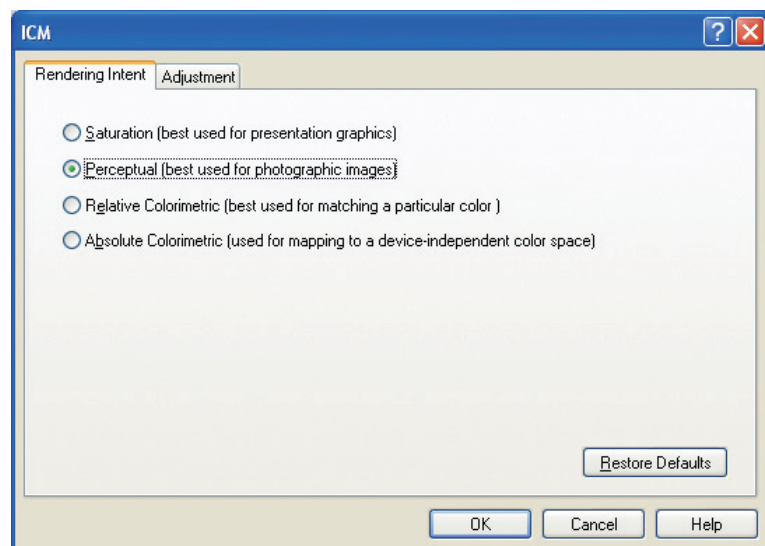 ICM
Rendering Intent Adjustment
Saturation (best used for presentation graphics)
Perceptual (best used for photographic images)
Relative Colorimetric (best used for matching a particular color )
Absolute Colorimetric (used for mapping to a device-independent color space)
Restore Defaults
OK Cancel Help